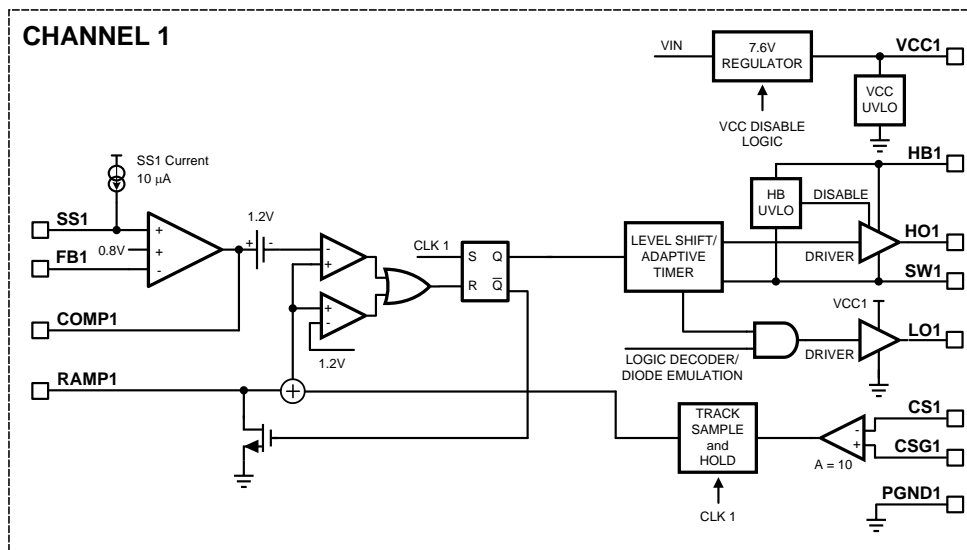 CHANNEL 1
VIN
7.6V
REGULATOR
VCC1
VCC
UVLO
VCC DISABLE
LOGIC
HB1
SS1 Current
10 μA
HB
UVLO
DISABLE
SS1
+
0.8V
+
FB1
-
1.2V
+
-
-
+
CLK 1
S Q
R Q̅
LEVEL SHIFT/
ADAPTIVE
TIMER
DRIVER
HO1
SW1
+
-
1.2V
COMP1
VCC1
LO1
LOGIC DECODER/
DIODE EMULATION
DRIVER
RAMP1
+
TRACK
SAMPLE
and
HOLD
CS1
-
+
CSG1
A = 10
CLK 1
PGND1